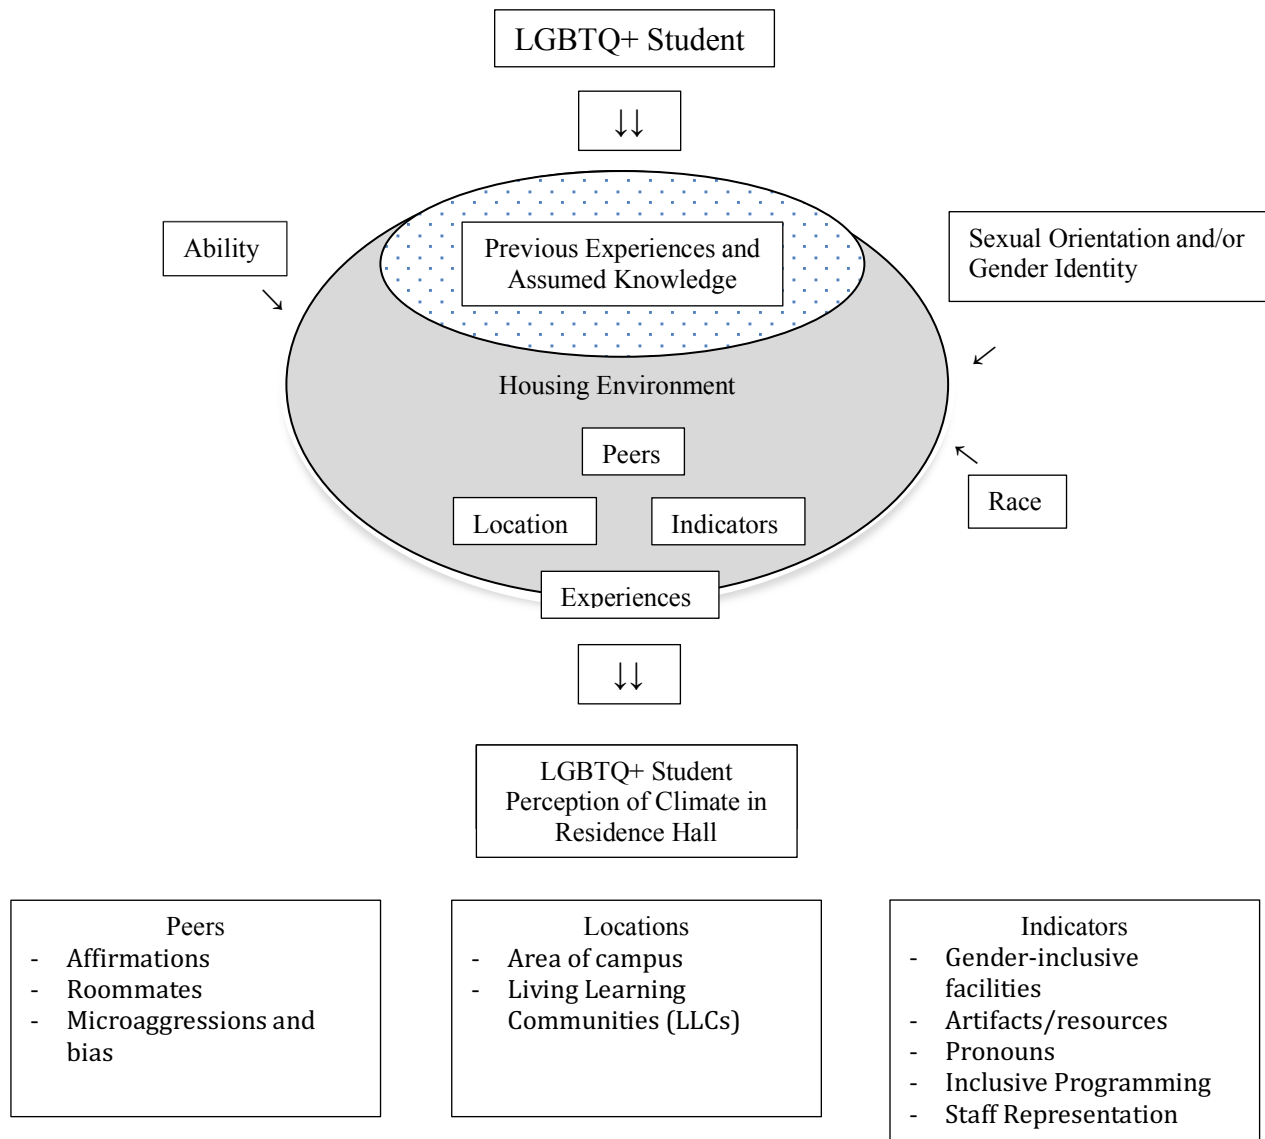 LGBTQ+ Student
↓↓
Previous Experiences and
Assumed Knowledge
Ability
↘
Sexual Orientation and/or
Gender Identity
↙
Housing Environment
Peers
↖
Race
Location
Indicators
Experiences
↓↓
LGBTQ+ Student
Perception of Climate in
Residence Hall
Peers
- Affirmations
- Roommates
- Microaggressions and
bias
Locations
- Area of campus
- Living Learning
Communities (LLCs)
Indicators
- Gender-inclusive
facilities
- Artifacts/resources
- Pronouns
- Inclusive Programming
- Staff Representation